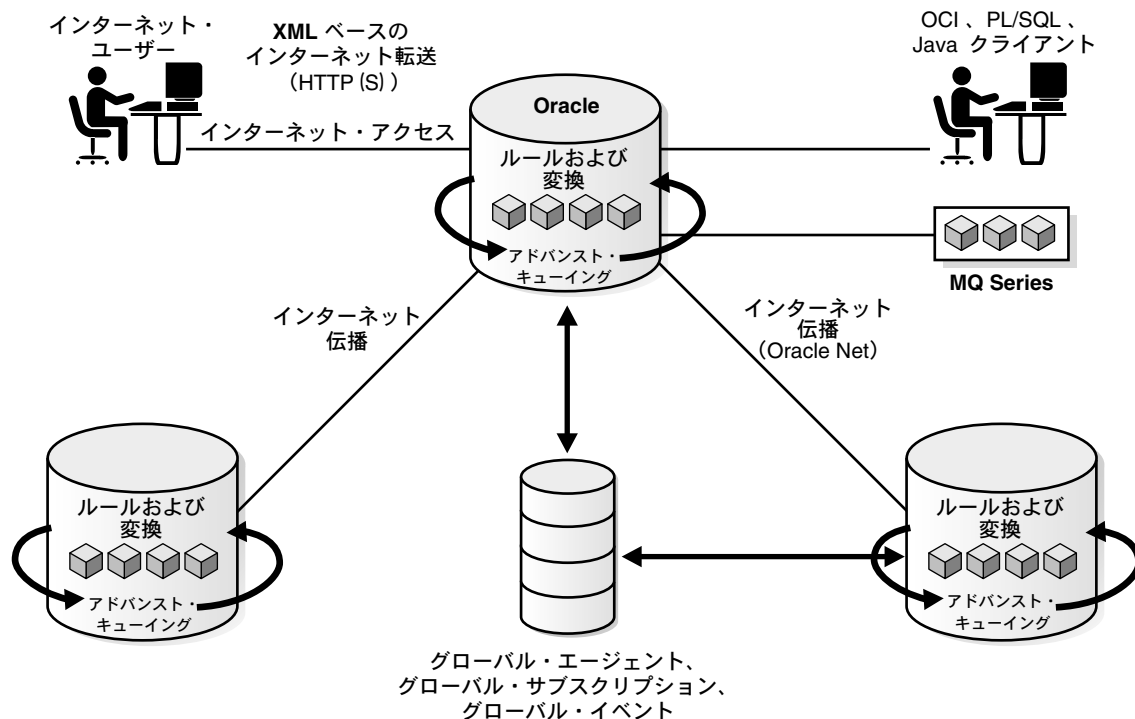 インターネット・
ユーザー
XML ベースの
インターネット転送
（HTTP (S) ）
OCI 、PL/SQL 、
Java クライアント
インターネット・アクセス
Oracle
ルールおよび
変換
アドバンスト・
キューイング
MQ Series
インターネット
伝播
インターネット
伝播
（Oracle Net）
ルールおよび
変換
アドバンスト・
キューイング
ルールおよび
変換
アドバンスト・
キューイング
グローバル・エージェント、
グローバル・サブスクリプション、
グローバル・イベント